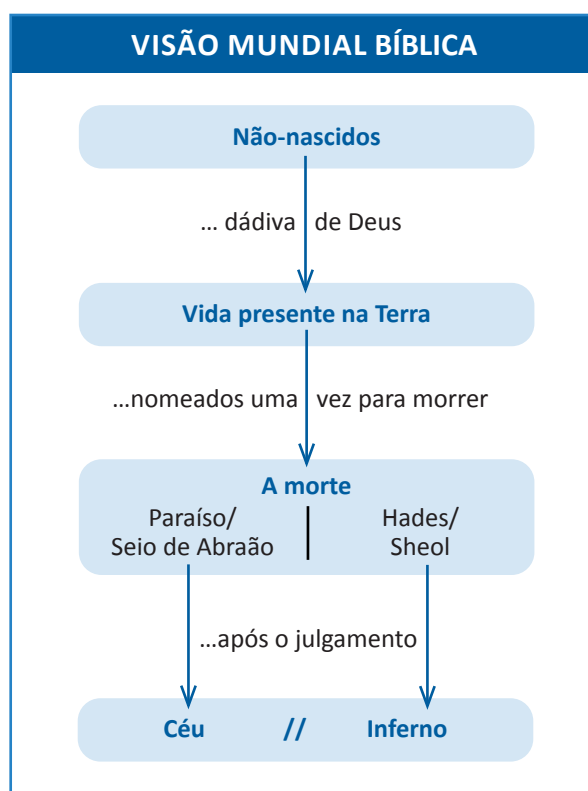 VISÃO MUNDIAL BÍBLICA
Não-nascidos
... dádiva de Deus
Vida presente na Terra
...nomeados uma vez para morrer
A morte
Paraíso/
Seio de Abraão
Hades/
Sheol
...após o julgamento
Céu // Inferno